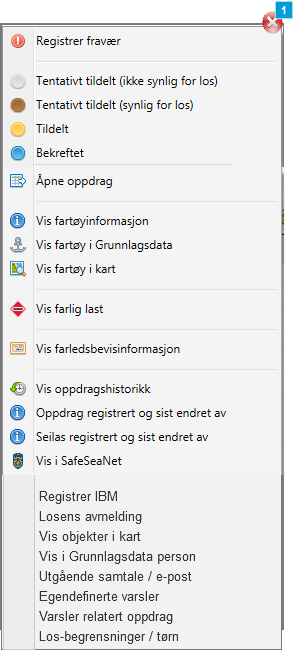 1
Registrer fravær
Tentativt tildelt (ikke synlig for los)
Tentativt tildelt (synlig for los)
Tildelt
Bekreftet
Åpne oppdrag
Vis fartøyinformasjon
Vis fartøy i Grunnlagsdata
Vis fartøy i kart
Vis farlig last
Vis farledsbevisinformasjon
Vis oppdragshistorikk
Oppdrag registrert og sist endret av
Seilas registrert og sist endret av
Vis i SafeSeaNet
Registrer IBM
Losens avmelding
Vis objekter i kart
Vis i Grunnlagsdata person
Utgående samtale / e-post
Egendefinerte varsler
Varsler relatert oppdrag
Los-begrensninger / tørn